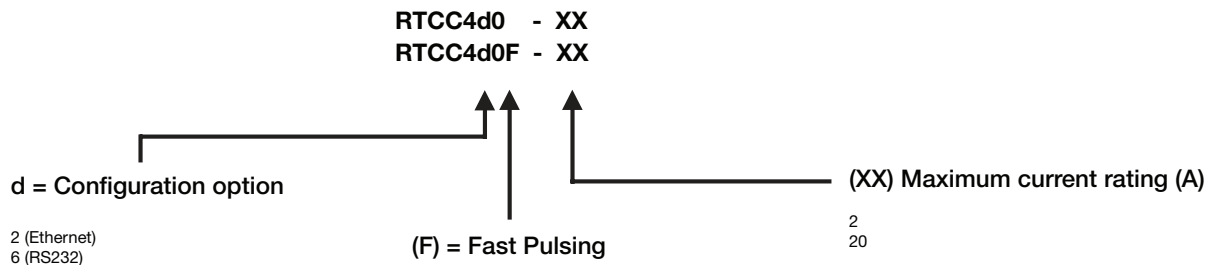 RTCC4d0 - XX
RTCC4d0F - XX
d = Configuration option
2 (Ethernet)
6 (RS232)
(F) = Fast Pulsing
(XX) Maximum current rating (A)
2
20